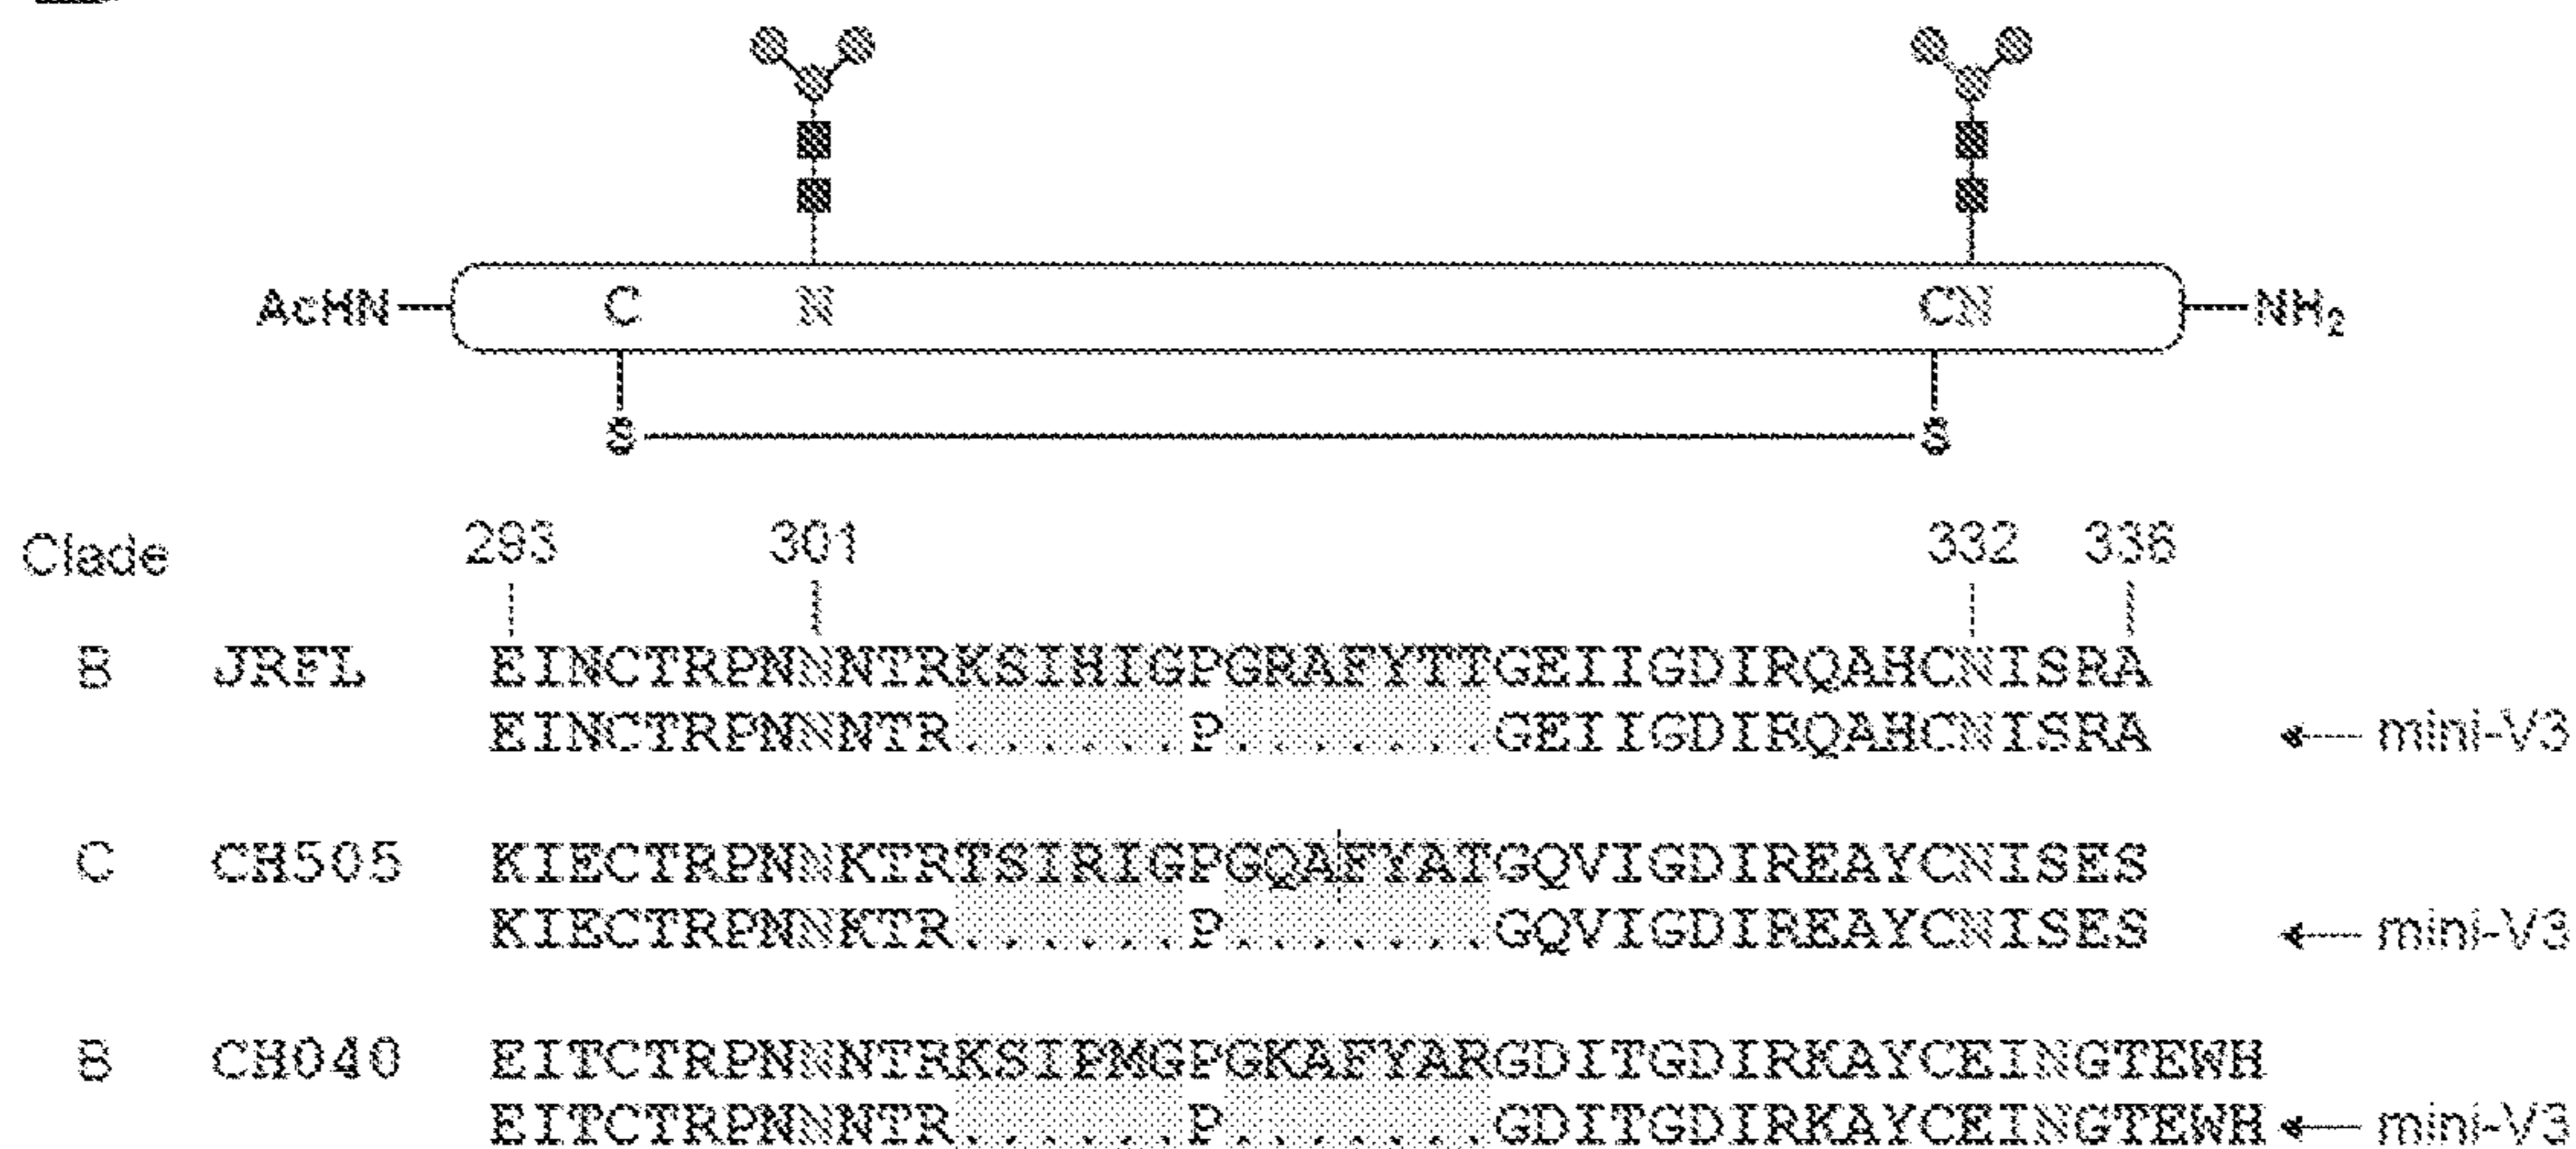 AcHN C N CN NH2
S S
Clade 293 301 332 336
B JRFL EINCTRPNNNTRKSIHIGPGRAFYTTGEIIGDIRQAHCNISRA
EINCTRPNNNTR......P.......GEIIGDIRQAHCNISRA mini-V3
C CH505 KIECTRPNNKTRTSIRIGPGQAFYATGQVIGDIREAYCNISES
KIECTRPNNKTR......P.......GQVIGDIREAYCNISES mini-V3
B CH040 EITCTRPNNNTRKSIPMGPGKAFYARGDITGDIRKAYCEINGTEWH
EITCTRPNNNTR......P.......GDITGDIRKAYCEINGTEWH mini-V3